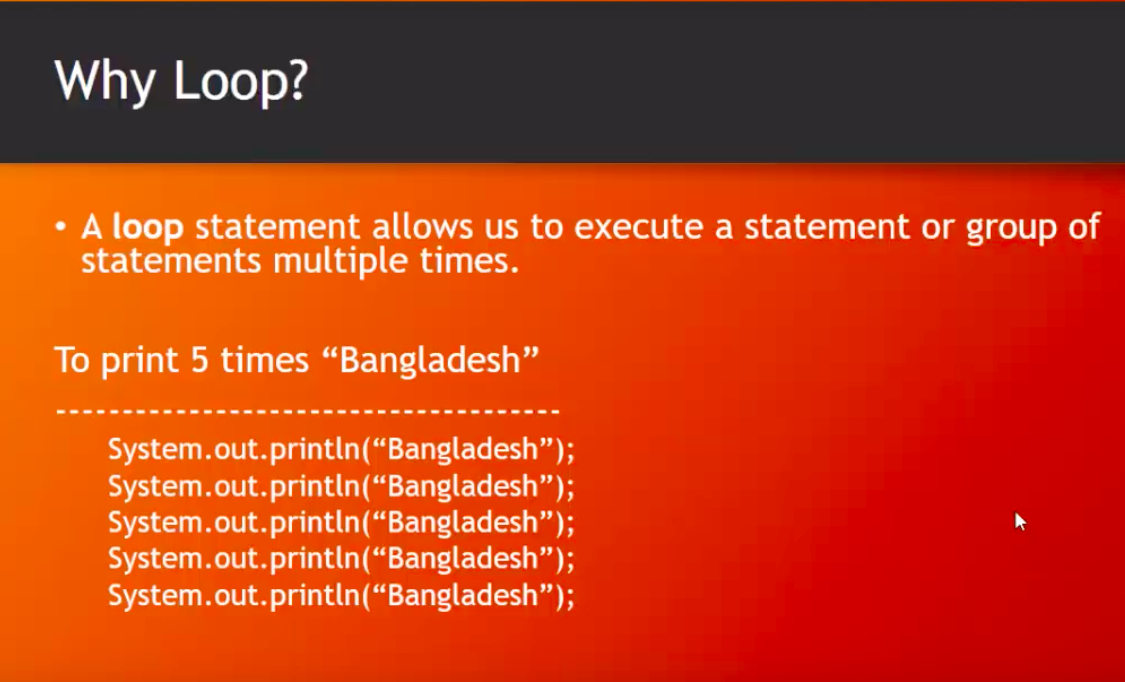 Why Loop?
• A loop statement allows us to execute a statement or group of
statements multiple times.
To print 5 times “Bangladesh”
--------------------------------------
System.out.println(“Bangladesh”);
System.out.println(“Bangladesh”);
System.out.println(“Bangladesh”);
System.out.println(“Bangladesh”);
System.out.println(“Bangladesh”);